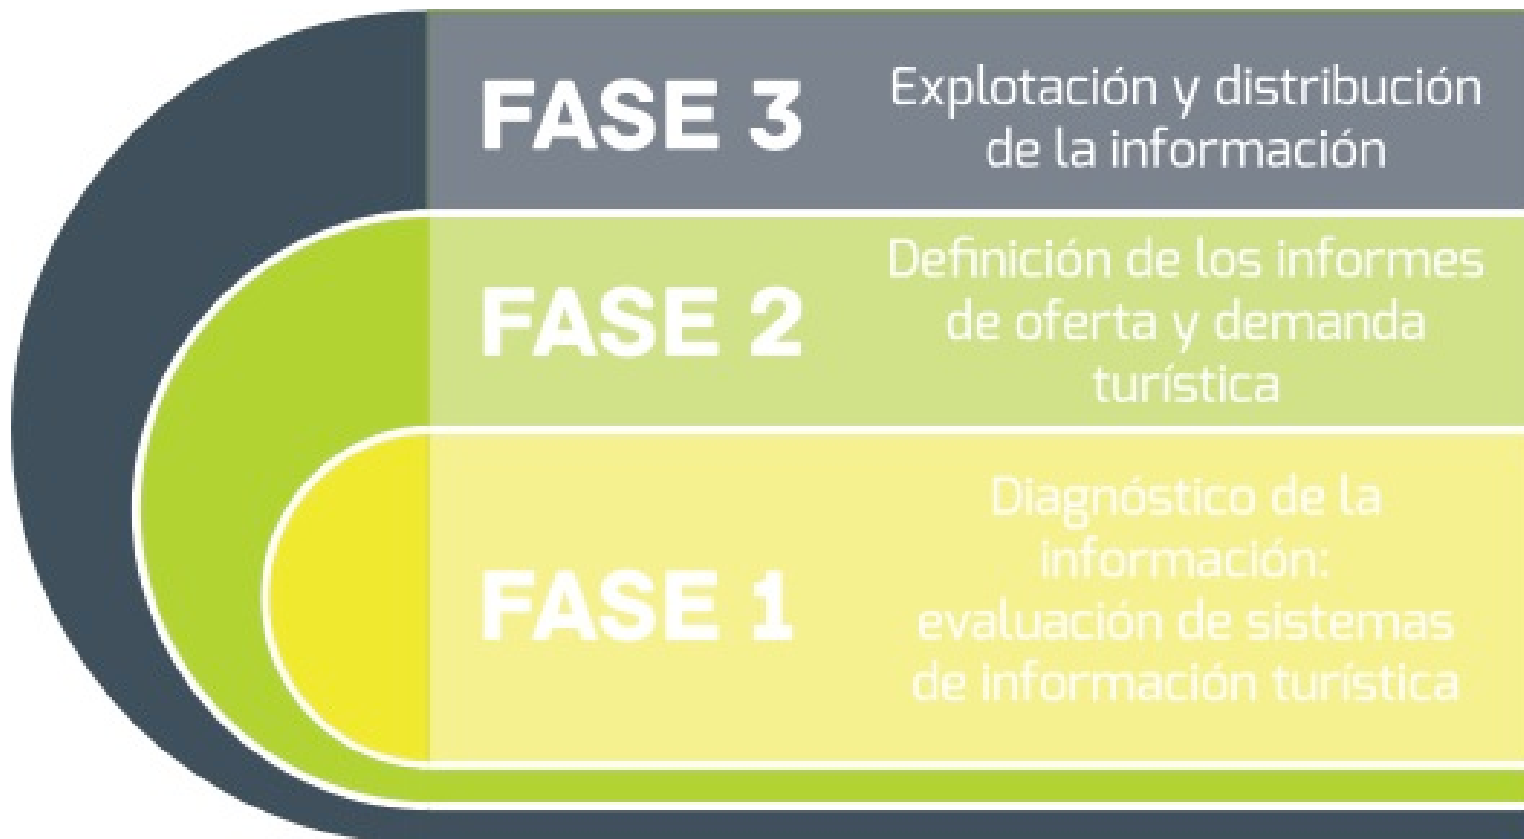 FASE 3
Explotación y distribución
de la información
FASE 2
Definición de los informes
de oferta y demanda
turística
FASE 1
Diagnóstico de la
información:
evaluación de sistemas
de información turística